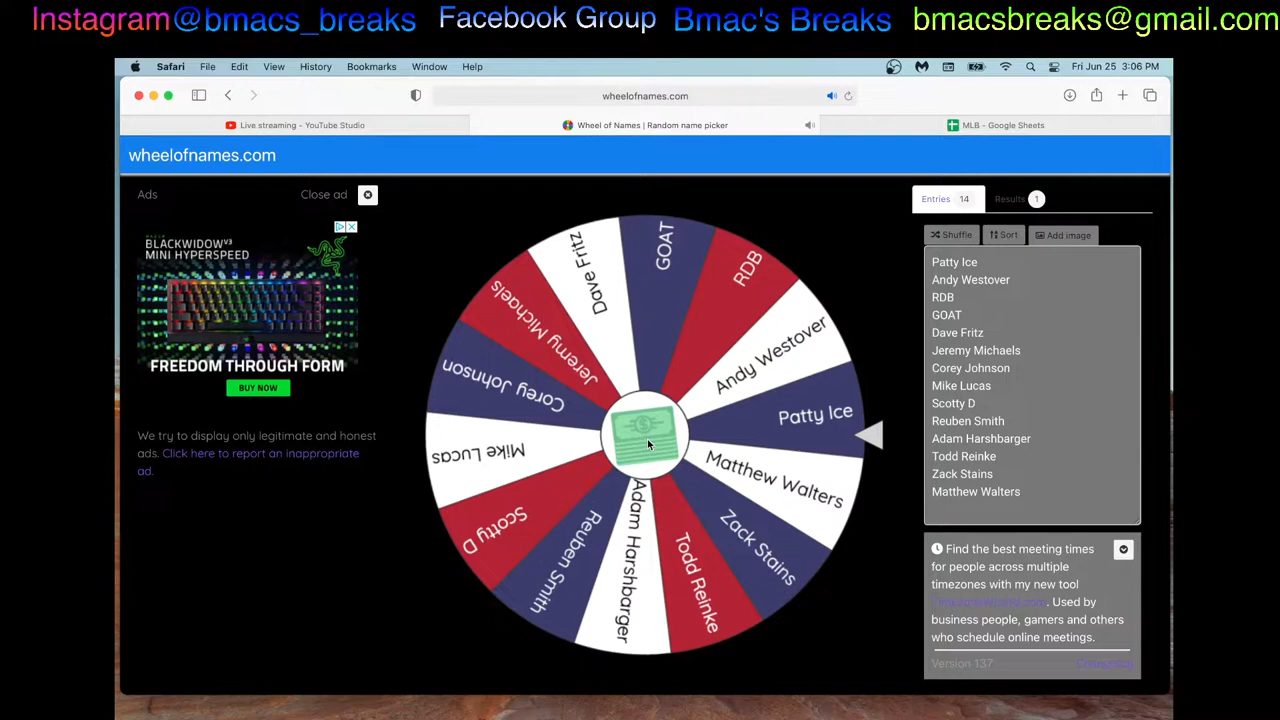 Instagram@bmacs_breaks Facebook Group Bmac's Breaks bmacsbreaks@gmail.com
Safari File Edit View History Bookmarks Window Help Fri Jun 25 3:06 PM
wheelofnames.com
Live streaming - YouTube Studio Wheel of Names | Random name picker MLB - Google Sheets
wheelofnames.com
Ads Close ad
BLACKWIDOW V3
MINI HYPERSPEED
FREEDOM THROUGH FORM
BUY NOW
We try to display only legitimate and honest
ads. Click here to report an inappropriate
ad.
GOAT
RDB
Andy Westover
Patty Ice
Matthew Walters
Zack Stains
Todd Reinke
Adam Harshbarger
Reuben Smith
Scotty D
Mike Lucas
Corey Johnson
Jeremy Michaels
Dave Fritz
Entries 14 Results 1
Shuffle Sort Add image
Patty Ice
Andy Westover
RDB
GOAT
Dave Fritz
Jeremy Michaels
Corey Johnson
Mike Lucas
Scotty D
Reuben Smith
Adam Harshbarger
Todd Reinke
Zack Stains
Matthew Walters
Find the best meeting times
for people across multiple
timezones with my new tool
TimezoneWizard.com. Used by
business people, gamers and others
who schedule online meetings.
Version 137 Changelog